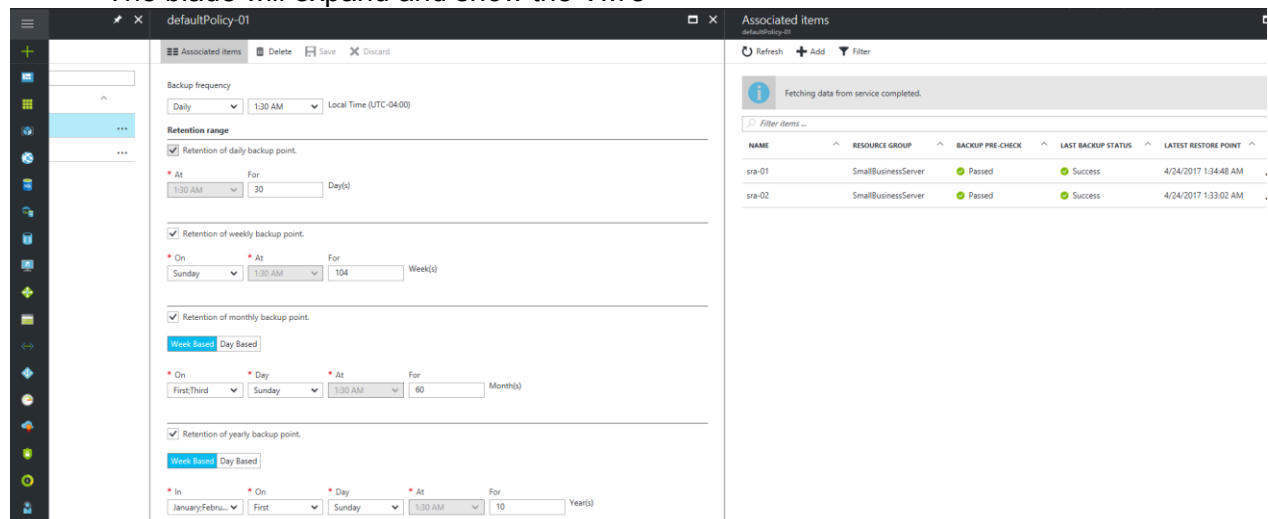 defaultPolicy-01
Associated items
Delete
Save
Discard
Backup frequency
Daily
1:30 AM
Local Time (UTC-04:00)
Retention range
Retention of daily backup point.
* At
For
1:30 AM
30
Day(s)
Retention of weekly backup point.
* On
* At
For
Sunday
1:30 AM
104
Week(s)
Retention of monthly backup point.
Week Based
Day Based
* On
* Day
* At
For
First;Third
Sunday
1:30 AM
60
Month(s)
Retention of yearly backup point.
Week Based
Day Based
* In
* On
* Day
* At
For
January;Febru...
First
Sunday
1:30 AM
10
Year(s)
Associated items
defaultPolicy-01
Refresh
Add
Filter
Fetching data from service completed.
Filter items ...
NAME
RESOURCE GROUP
BACKUP PRE-CHECK
LAST BACKUP STATUS
LATEST RESTORE POINT
sra-01
SmallBusinessServer
Passed
Success
4/24/2017 1:34:48 AM
sra-02
SmallBusinessServer
Passed
Success
4/24/2017 1:33:02 AM